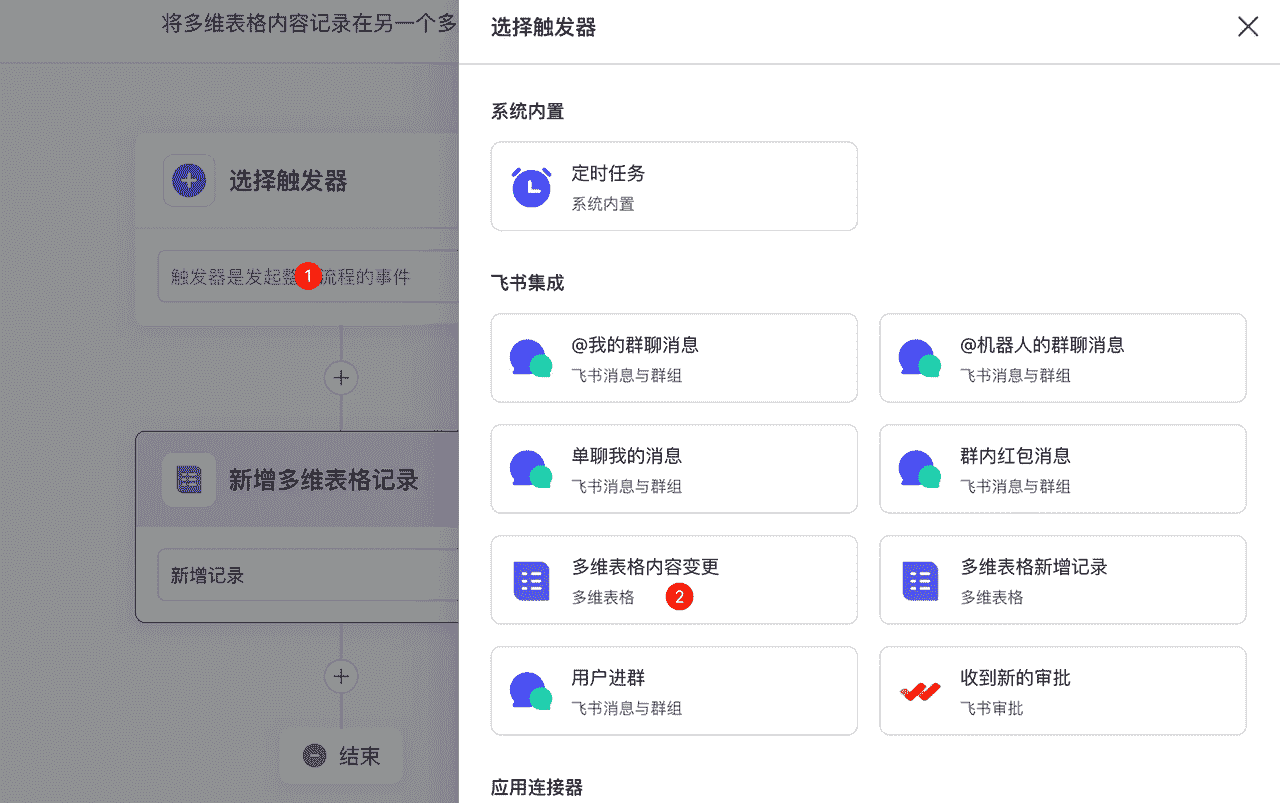 将多维表格内容记录在另一个多
选择触发器
触发器是发起整 1 流程的事件
新增多维表格记录
新增记录
结束
选择触发器
系统内置
定时任务
系统内置
飞书集成
@我的群聊消息
飞书消息与群组
@机器人的群聊消息
飞书消息与群组
单聊我的消息
飞书消息与群组
群内红包消息
飞书消息与群组
多维表格内容变更
多维表格 2
多维表格新增记录
多维表格
用户进群
飞书消息与群组
收到新的审批
飞书审批
应用连接器